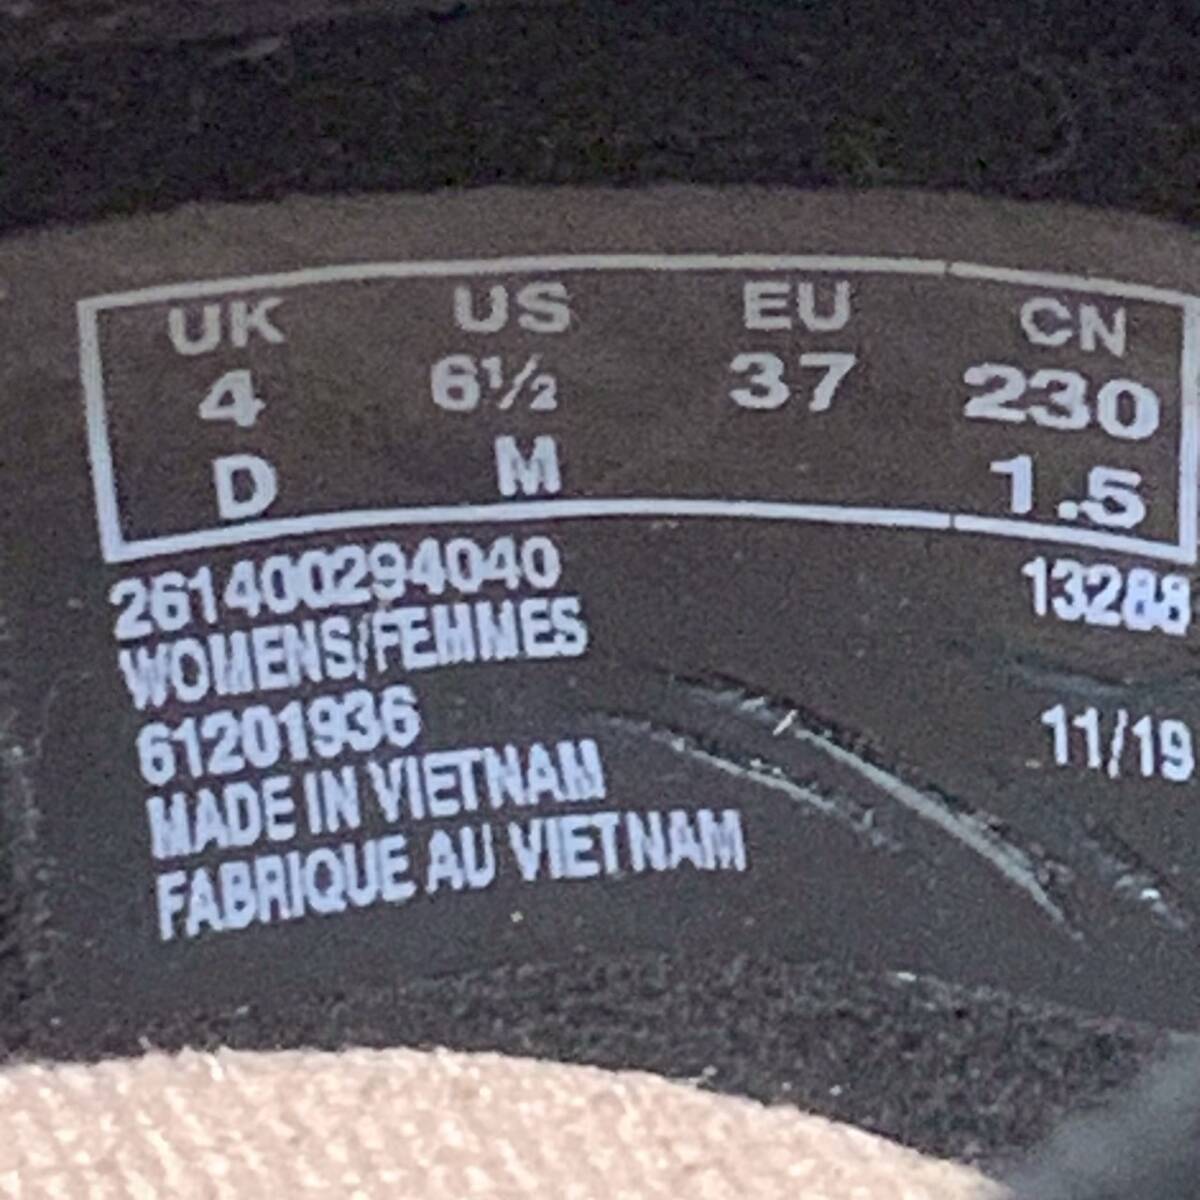 UK US EU CN
4 6½ 37 230
D M 1.5
261400294040 13288
WOMENS/FEMMES
61201936 11/19
MADE IN VIETNAM
FABRIQUE AU VIETNAM